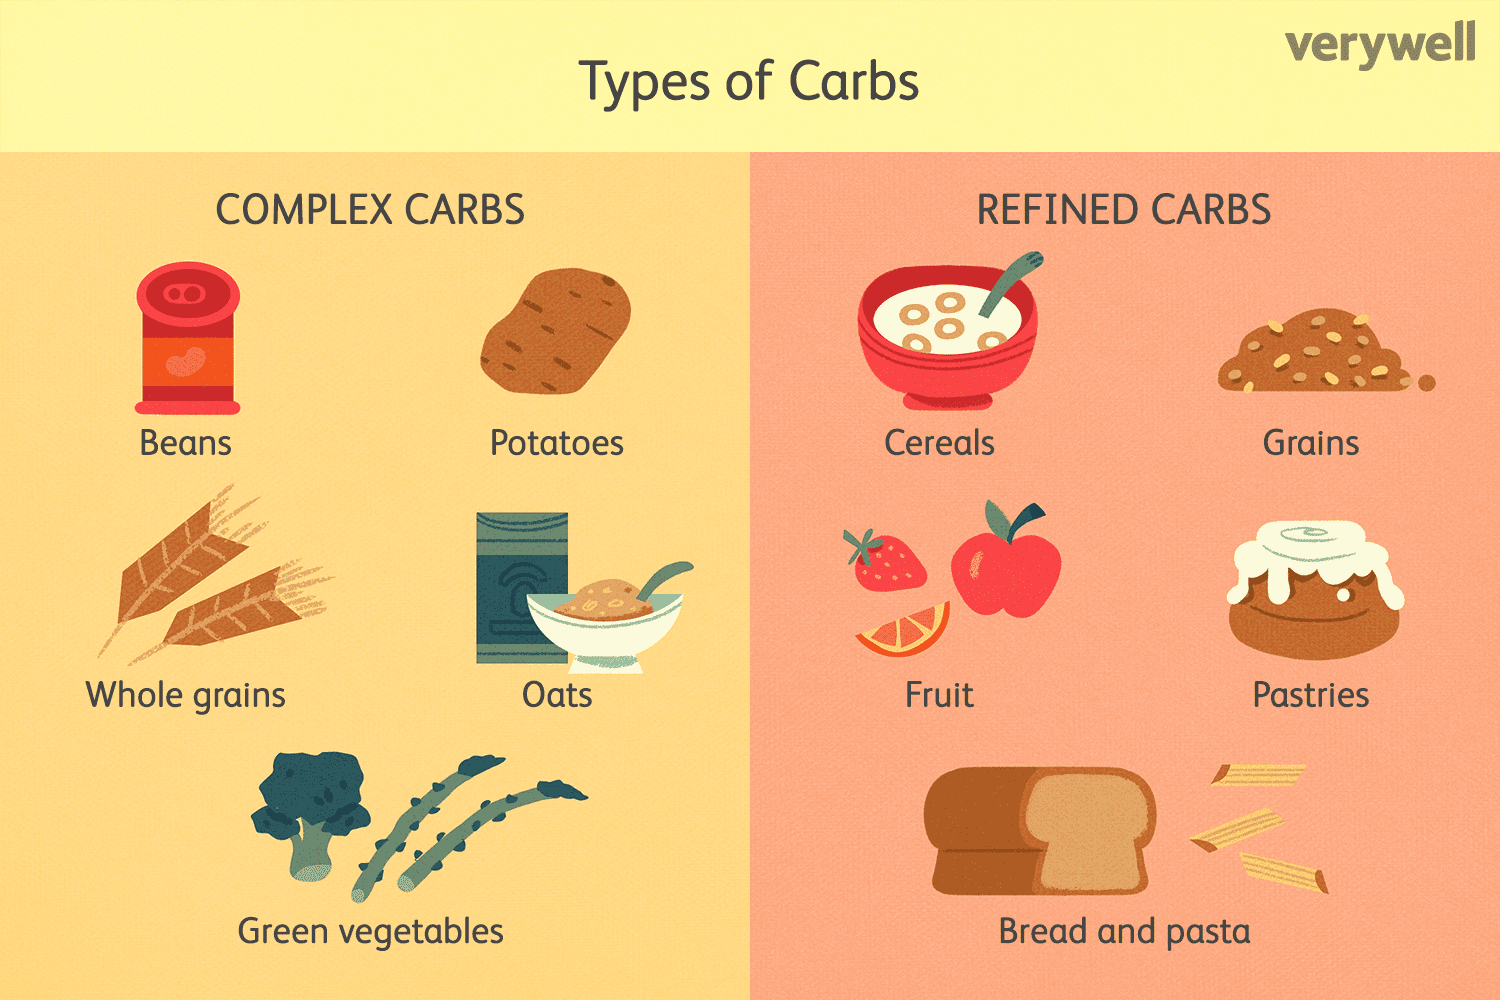 verywell
Types of Carbs
COMPLEX CARBS
Beans
Potatoes
Whole grains
Oats
Green vegetables
REFINED CARBS
Cereals
Grains
Fruit
Pastries
Bread and pasta